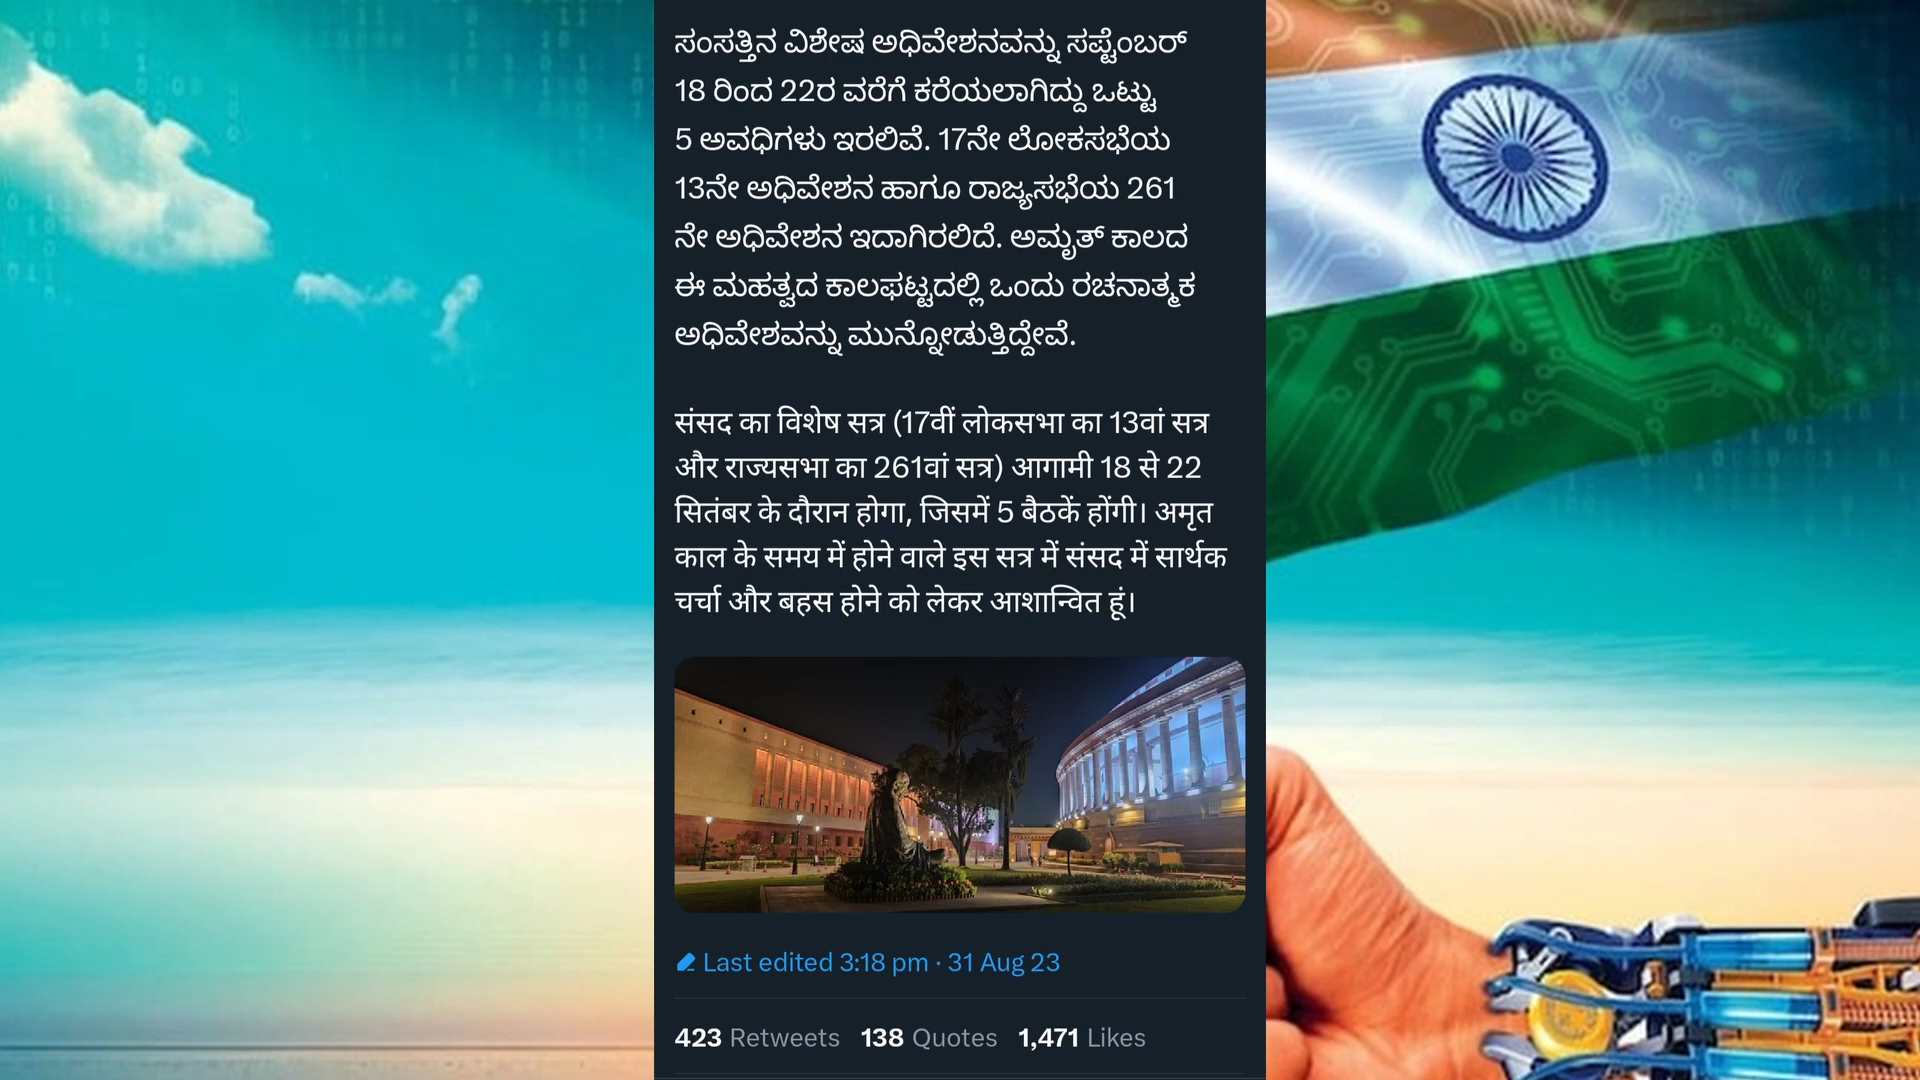 ಸಂಸತ್ತಿನ ವಿಶೇಷ ಅಧಿವೇಶನವನ್ನು ಸಪ್ಟೆಂಬರ್
18 ರಿಂದ 22ರ ವರೆಗೆ ಕರೆಯಲಾಗಿದ್ದು ಒಟ್ಟು
5 ಅವಧಿಗಳು ಇರಲಿವೆ. 17ನೇ ಲೋಕಸಭೆಯ
13ನೇ ಅಧಿವೇಶನ ಹಾಗೂ ರಾಜ್ಯಸಭೆಯ 261
ನೇ ಅಧಿವೇಶನ ಇದಾಗಿರಲಿದೆ. ಅಮೃತ್ ಕಾಲದ
ಈ ಮಹತ್ವದ ಕಾಲಘಟ್ಟದಲ್ಲಿ ಒಂದು ರಚನಾತ್ಮಕ
ಅಧಿವೇಶವನ್ನು ಮುನ್ನೋಡುತ್ತಿದ್ದೇವೆ.
संसद का विशेष सत्र (17वीं लोकसभा का 13वां सत्र
और राज्यसभा का 261वां सत्र) आगामी 18 से 22
सितंबर के दौरान होगा, जिसमें 5 बैठकें होंगी। अमृत
काल के समय में होने वाले इस सत्र में संसद में सार्थक
चर्चा और बहस होने को लेकर आशान्वित हूं।
Last edited 3:18 pm · 31 Aug 23
423 Retweets 138 Quotes 1,471 Likes